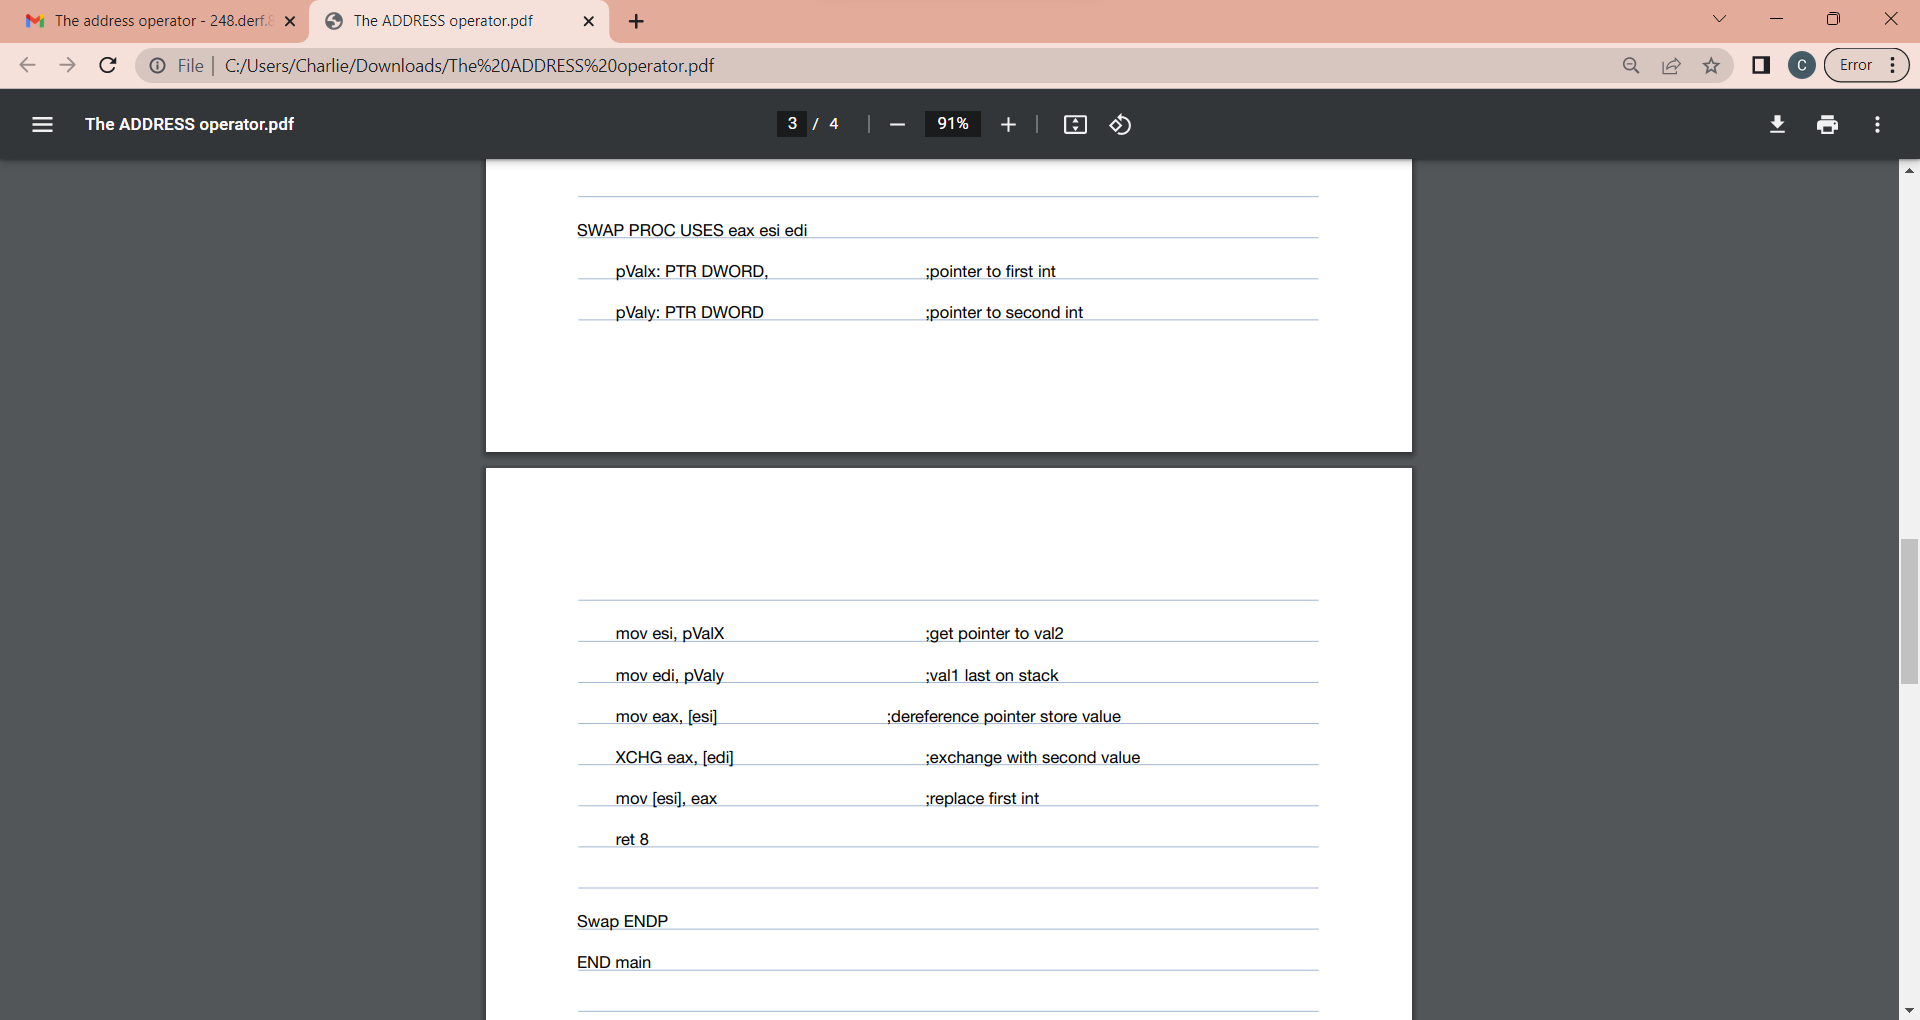 The address operator - 248.derf.
The ADDRESS operator.pdf
File
C:/Users/Charlie/Downloads/The%20ADDRESS%20operator.pdf
C
Error
The ADDRESS operator.pdf
3 / 4
91%
SWAP PROC USES eax esi edi
pValx: PTR DWORD, ;pointer to first int
pValy: PTR DWORD ;pointer to second int
mov esi, pValX ;get pointer to val2
mov edi, pValy ;val1 last on stack
mov eax, [esi] ;dereference pointer store value
XCHG eax, [edi] ;exchange with second value
mov [esi], eax ;replace first int
ret 8
Swap ENDP
END main